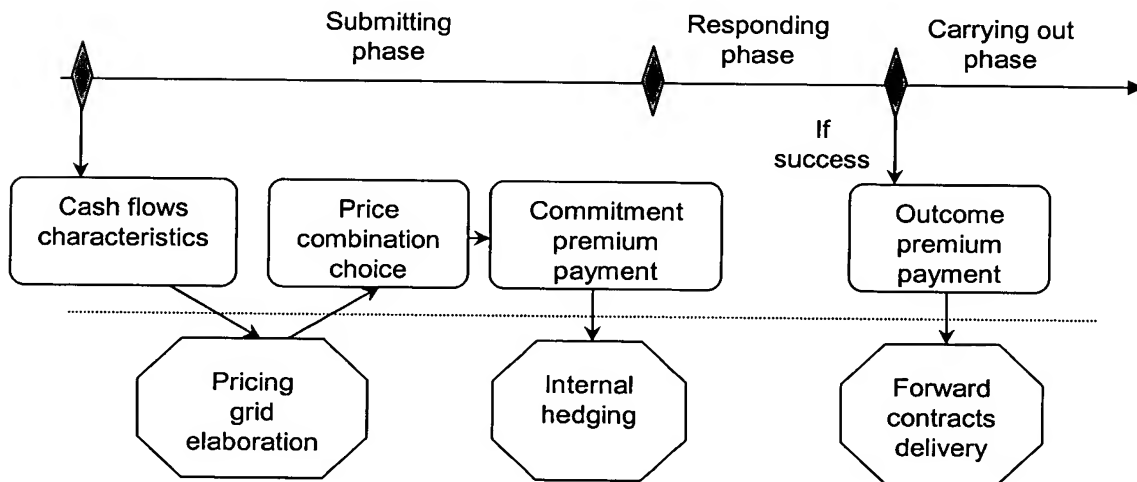 Submitting
phase
Responding
phase
Carrying out
phase
If
success
Cash flows
characteristics
Price
combination
choice
Commitment
premium
payment
Outcome
premium
payment
Pricing
grid
elaboration
Internal
hedging
Forward
contracts
delivery